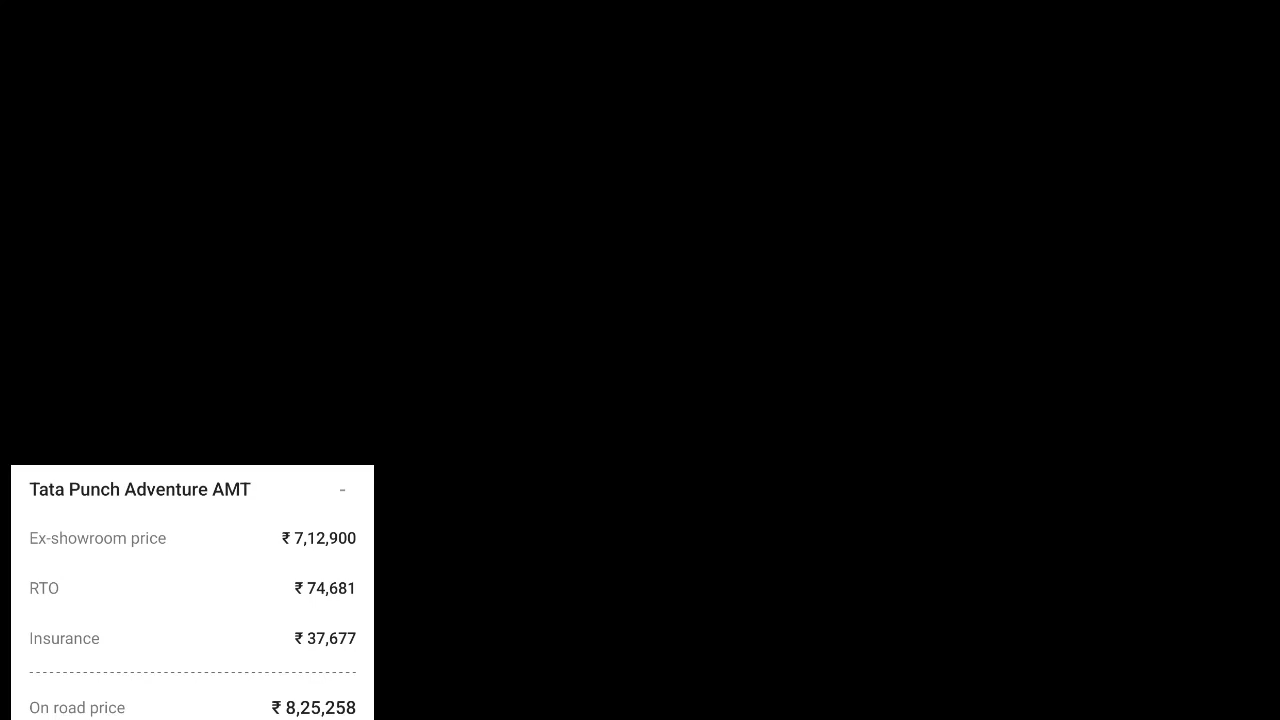 Tata Punch Adventure AMT -
Ex-showroom price ₹ 7,12,900
RTO ₹ 74,681
Insurance ₹ 37,677
On road price ₹ 8,25,258